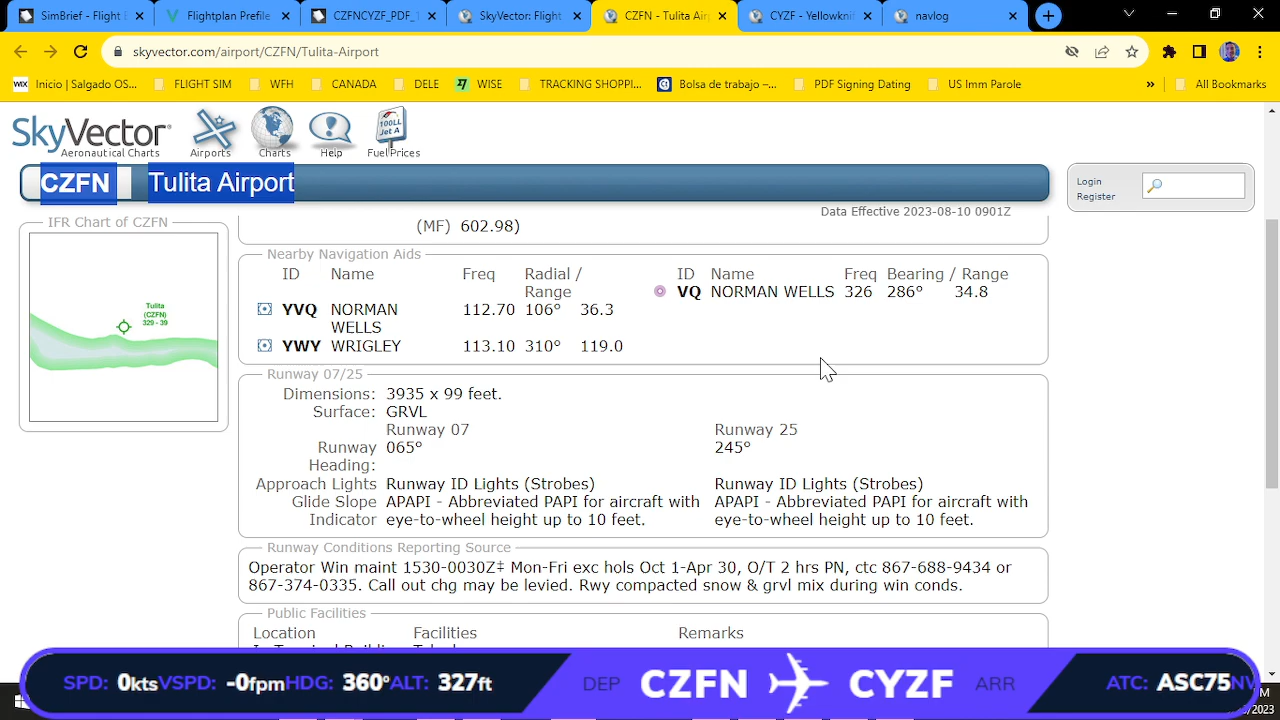 SimBrief - Flight E
Flightplan Prefile
CZFNCYZF_PDF_1
SkyVector: Flight
CZFN - Tulita Air
CYZF - Yellowkni
navlog
skyvector.com/airport/CZFN/Tulita-Airport
WIX Inicio | Salgado OS... FLIGHT SIM WFH CANADA DELE WISE TRACKING SHOPPI... Bolsa de trabajo –... PDF Signing Dating US Imm Parole » All Bookmarks
SkyVector
Aeronautical Charts
Airports Charts Help Fuel Prices
100LL
Jet A
CZFN Tulita Airport
Login
Register
Data Effective 2023-08-10 0901Z
IFR Chart of CZFN
Tulita
(CZFN)
329 - 39
(MF) 602.98)
Nearby Navigation Aids
ID Name Freq Radial / Range
YVQ NORMAN WELLS 112.70 106° 36.3
YWY WRIGLEY 113.10 310° 119.0
ID Name Freq Bearing / Range
VQ NORMAN WELLS 326 286° 34.8
Runway 07/25
Dimensions: 3935 x 99 feet.
Surface: GRVL
Runway 07 Runway 25
Runway Heading: 065° 245°
Approach Lights Runway ID Lights (Strobes) Runway ID Lights (Strobes)
Glide Slope APAPI - Abbreviated PAPI for aircraft with APAPI - Abbreviated PAPI for aircraft with
Indicator eye-to-wheel height up to 10 feet. eye-to-wheel height up to 10 feet.
Runway Conditions Reporting Source
Operator Win maint 1530-0030Z‡ Mon-Fri exc hols Oct 1-Apr 30, O/T 2 hrs PN, ctc 867-688-9434 or
867-374-0335. Call out chg may be levied. Rwy compacted snow & grvl mix during win conds.
Public Facilities
Location Facilities Remarks
SPD: 0kts VSPD: -0fpm HDG: 360° ALT: 327ft DEP CZFN CYZF ARR ATC: ASC75